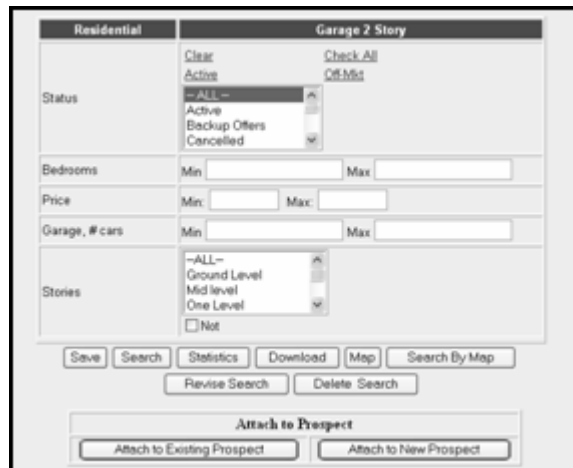 Residential Garage 2 Story
Clear Check All
Active Off-Mkt
Status
--ALL--
Active
Backup Offers
Cancelled
Bedrooms Min Max
Price Min: Max:
Garage, # cars Min Max
Stories
--ALL--
Ground Level
Mid level
One Level
Not
Save Search Statistics Download Map Search By Map
Revise Search Delete Search
Attach to Prospect
Attach to Existing Prospect Attach to New Prospect